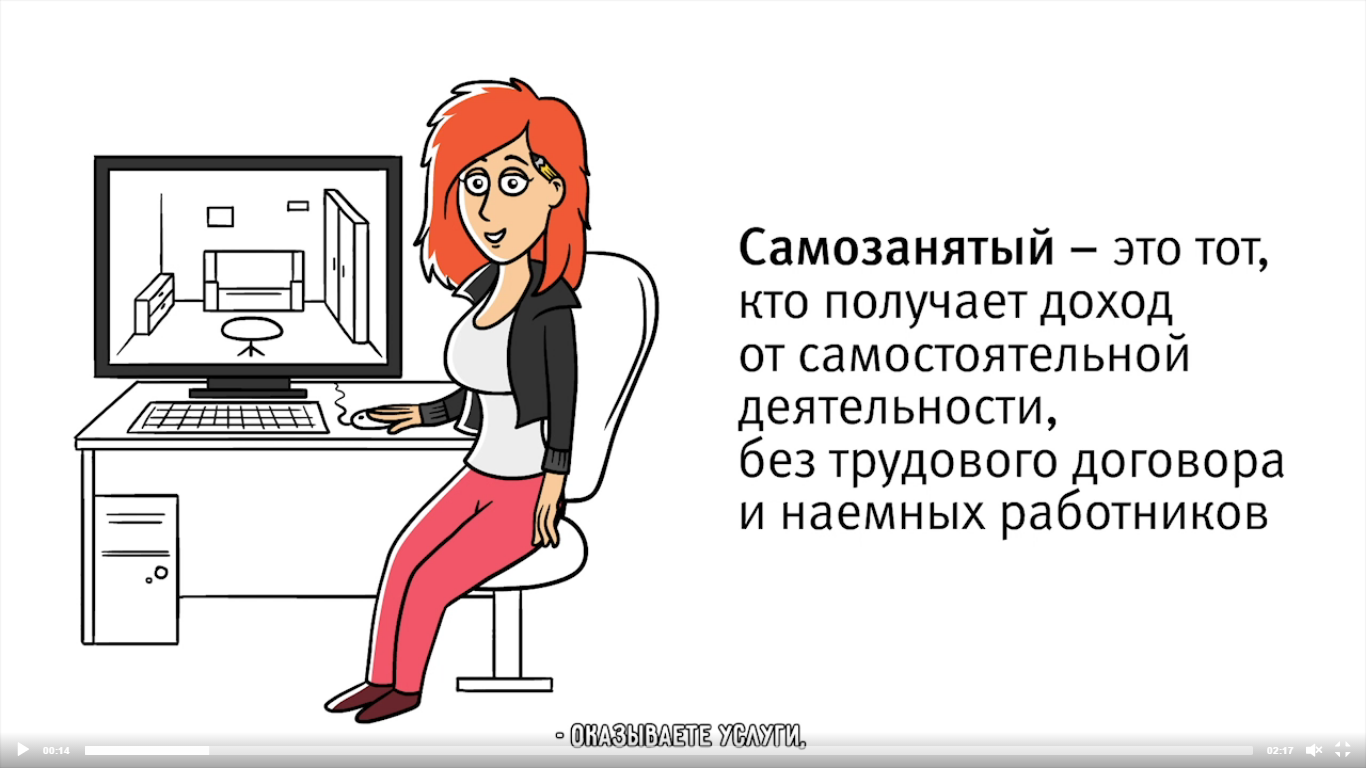 Самозанятый – это тот,
кто получает доход
от самостоятельной
деятельности,
без трудового договора
и наемных работников
- ОКАЗЫВАЕТЕ УСЛУГИ,
00:14
02:17